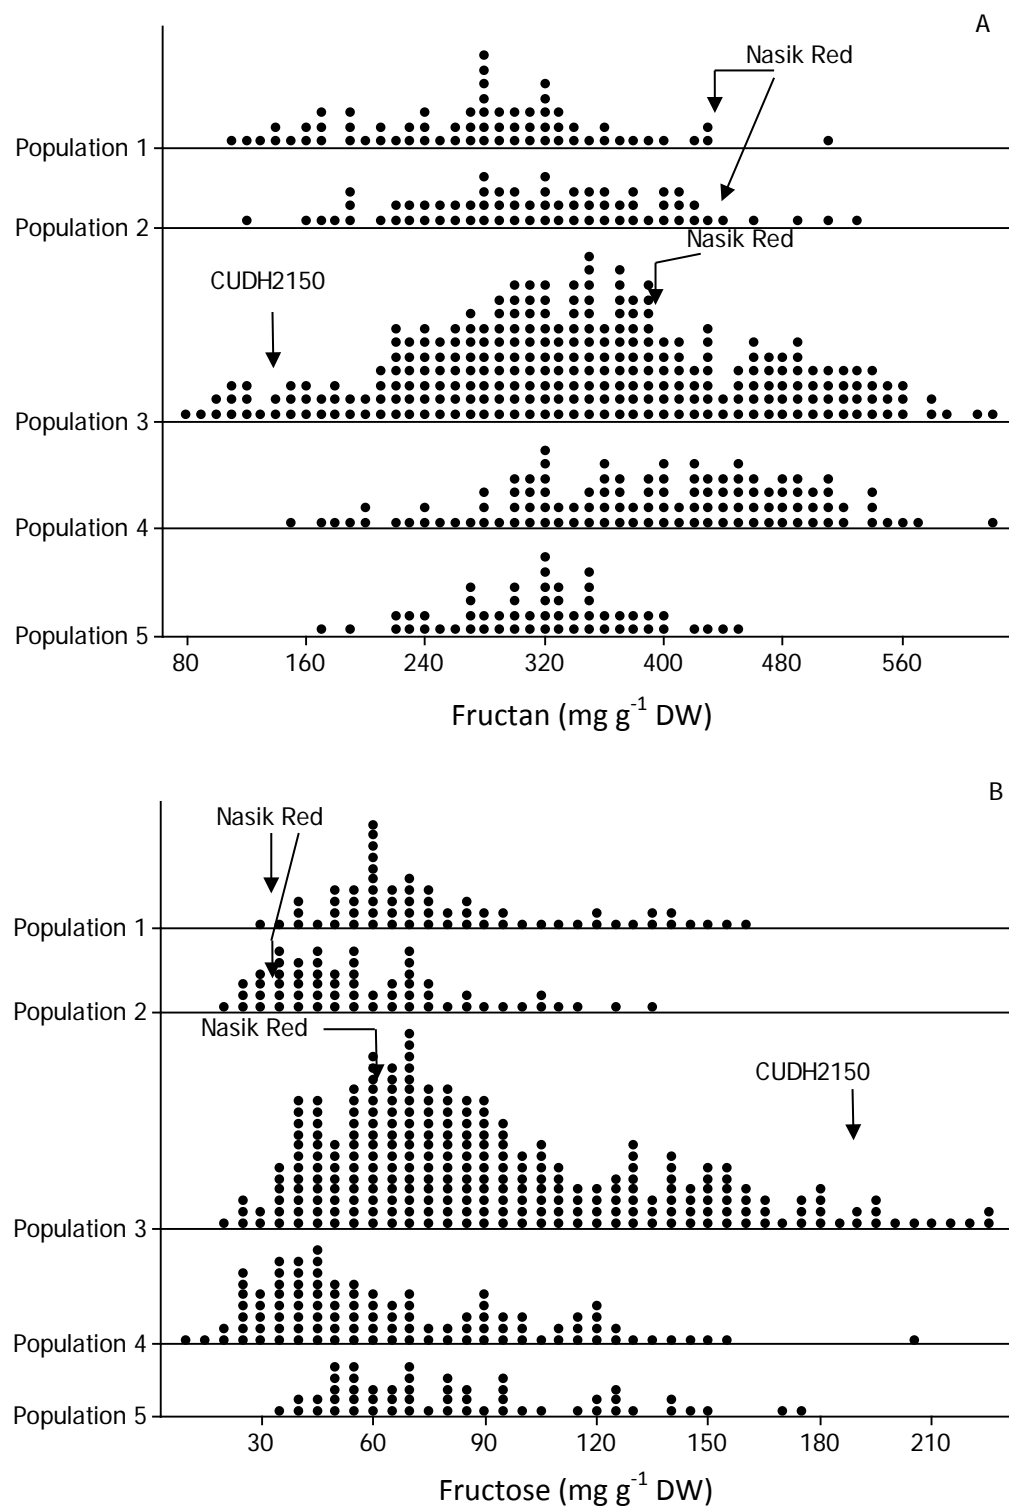 A
Nasik Red
Population 1
Population 2
Nasik Red
CUDH2150
Population 3
Population 4
Population 5
80 160 240 320 400 480 560
Fructan (mg g-1 DW)
B
Nasik Red
Population 1
Population 2
Nasik Red
CUDH2150
Population 3
Population 4
Population 5
30 60 90 120 150 180 210
Fructose (mg g-1 DW)